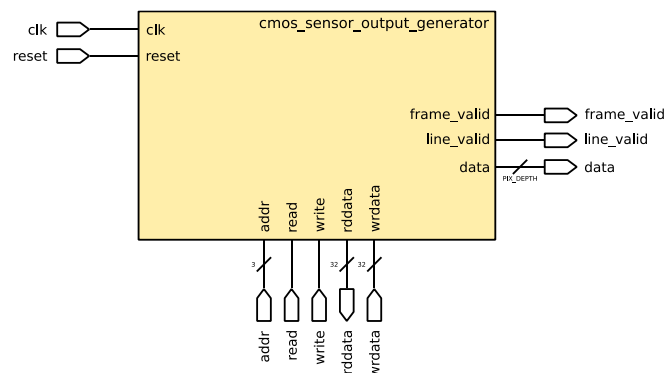 cmos_sensor_output_generator
clk clk
reset reset
frame_valid frame_valid
line_valid line_valid
data PIX_DEPTH data
addr read write rddata wrdata
3 32 32
addr read write rddata wrdata